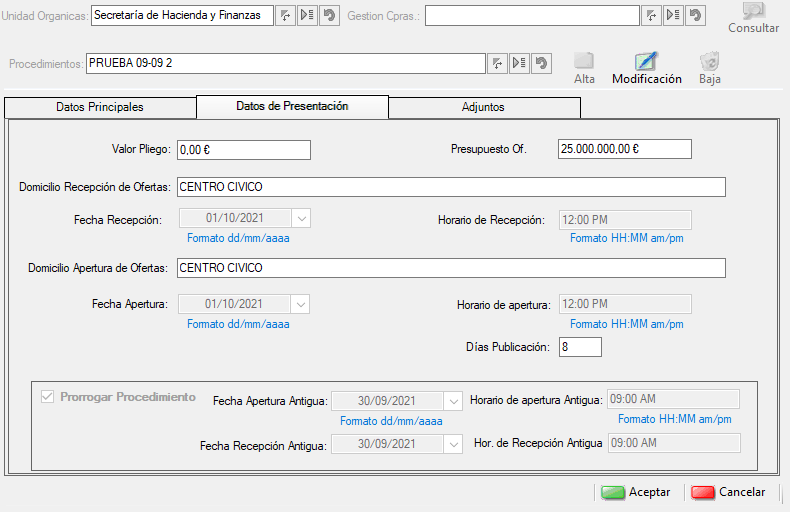 Unidad Organicas: Secretaría de Hacienda y Finanzas Gestion Cpras.:
Consultar
Procedimientos: PRUEBA 09-09 2
Alta Modificación Baja
Datos Principales Datos de Presentación Adjuntos
Valor Pliego: 0,00 € Presupuesto Of. 25.000.000,00 €
Domicilio Recepción de Ofertas: CENTRO CIVICO
Fecha Recepción: 01/10/2021 Horario de Recepción: 12:00 PM
Formato dd/mm/aaaa Formato HH:MM am/pm
Domicilio Apertura de Ofertas: CENTRO CIVICO
Fecha Apertura: 01/10/2021 Horario de apertura: 12:00 PM
Formato dd/mm/aaaa Formato HH:MM am/pm
Días Publicación: 8
Prorrogar Procedimiento Fecha Apertura Antigua: 30/09/2021 Horario de apertura Antigua: 09:00 AM
Formato dd/mm/aaaa Formato HH:MM am/pm
Fecha Recepción Antigua: 30/09/2021 Hor. de Recepción Antigua 09:00 AM
Aceptar Cancelar